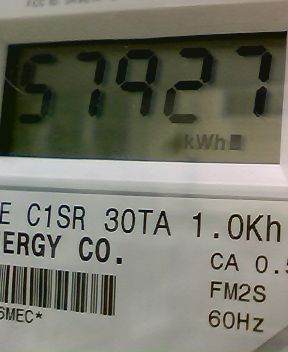 57927
kWh
E C1SR 30TA 1.0Kh
ERGY CO.
CA 0.5
FM2S
6MEC*
60Hz